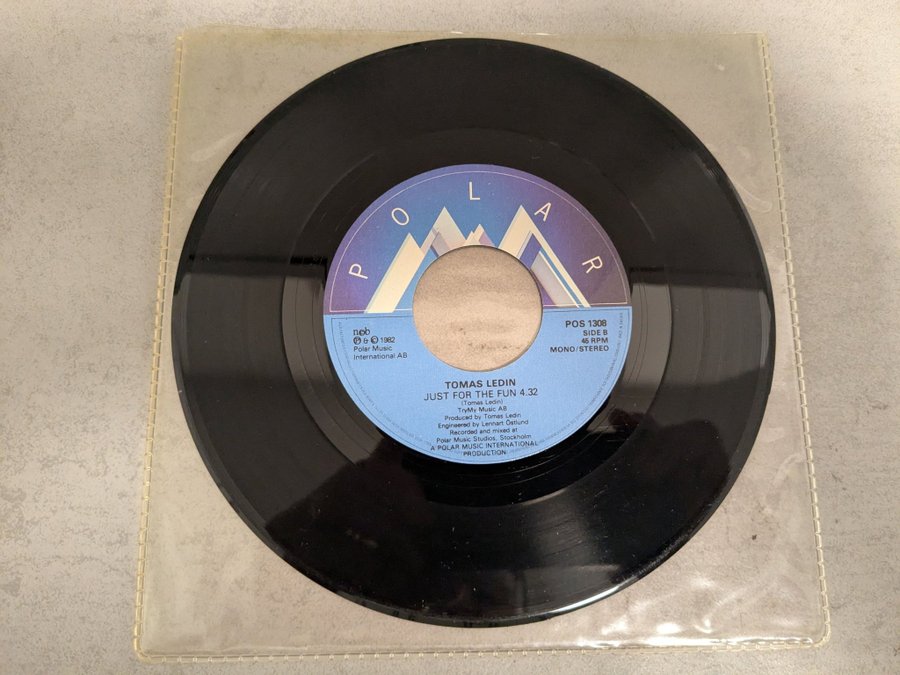 POLAR
ncb
Ⓟ & © 1982
Polar Music
International AB
POS 1308
SIDE B
45 RPM
MONO/STEREO
TOMAS LEDIN
JUST FOR THE FUN 4.32
(Tomas Ledin)
TryMy Music AB
Produced by Tomas Ledin
Engineered by Lennart Östlund
Recorded and mixed at
Polar Music Studios, Stockholm
A POLAR MUSIC INTERNATIONAL
PRODUCTION